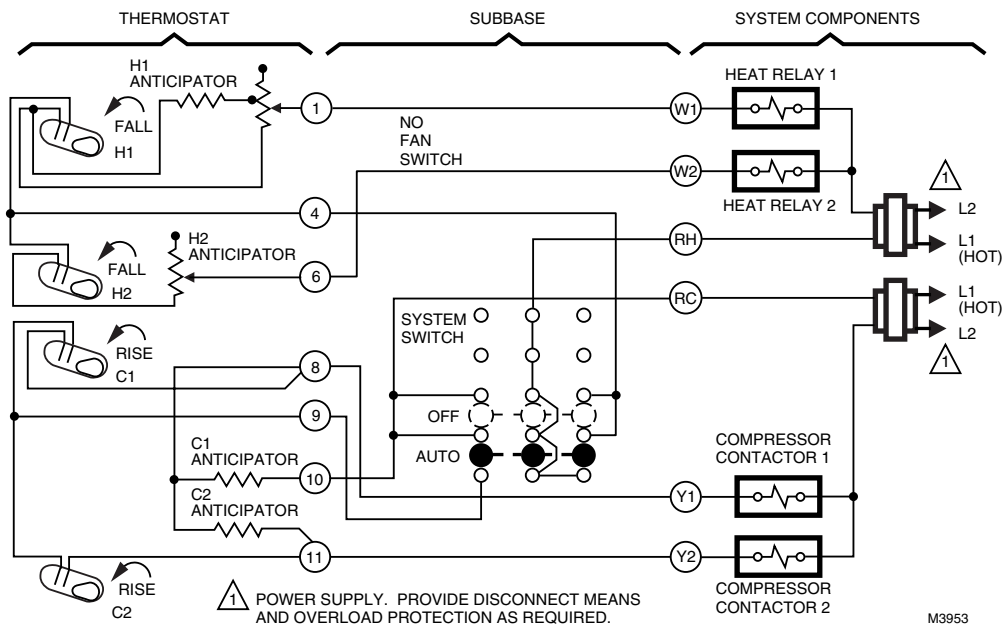 THERMOSTAT
SUBBASE
SYSTEM COMPONENTS
H1
ANTICIPATOR
FALL
H1
1
NO
FAN
SWITCH
W1
HEAT RELAY 1
W2
HEAT RELAY 2
1
L2
L1
(HOT)
4
RH
H2
ANTICIPATOR
FALL
H2
6
RC
L1
(HOT)
L2
1
SYSTEM
SWITCH
RISE
C1
8
9
OFF
AUTO
C1
ANTICIPATOR
10
C2
ANTICIPATOR
11
COMPRESSOR
CONTACTOR 1
Y1
Y2
COMPRESSOR
CONTACTOR 2
RISE
C2
1 POWER SUPPLY. PROVIDE DISCONNECT MEANS
AND OVERLOAD PROTECTION AS REQUIRED.
M3953